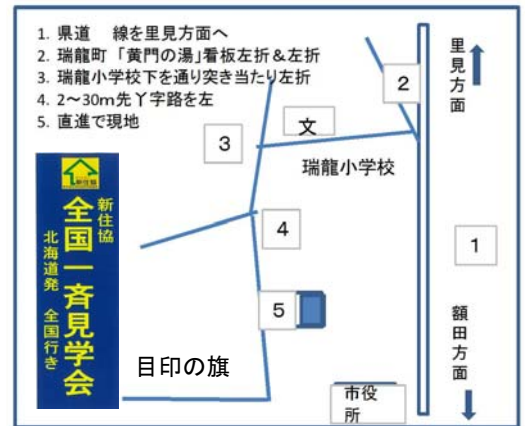 1. 県道　　線を里見方面へ
2. 瑞龍町 「黄門の湯」看板左折＆左折
3. 瑞龍小学校下を通り突き当たり左折
4. 2～30m先丫字路を左
5. 直進で現地
里見方面
2
文
3
瑞龍小学校
4
1
5
額田方面
市役所
目印の旗
新住協
新住協
全国一斉見学会
北海道発　全国行き